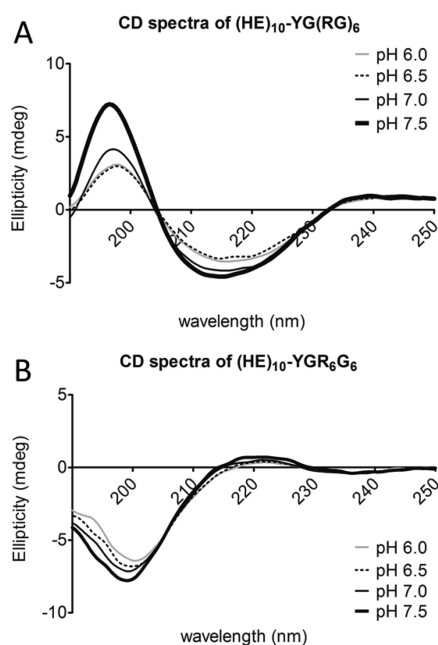 A
CD spectra of (HE)10-YG(RG)6
pH 6.0
pH 6.5
pH 7.0
pH 7.5
Ellipticity (mdeg)
10
5
0
-5
200
210
220
230
240
250
wavelength (nm)
B
CD spectra of (HE)10-YGR6G6
Ellipticity (mdeg)
5
0
-5
-10
200
210
220
230
240
250
pH 6.0
pH 6.5
pH 7.0
pH 7.5
wavelength (nm)